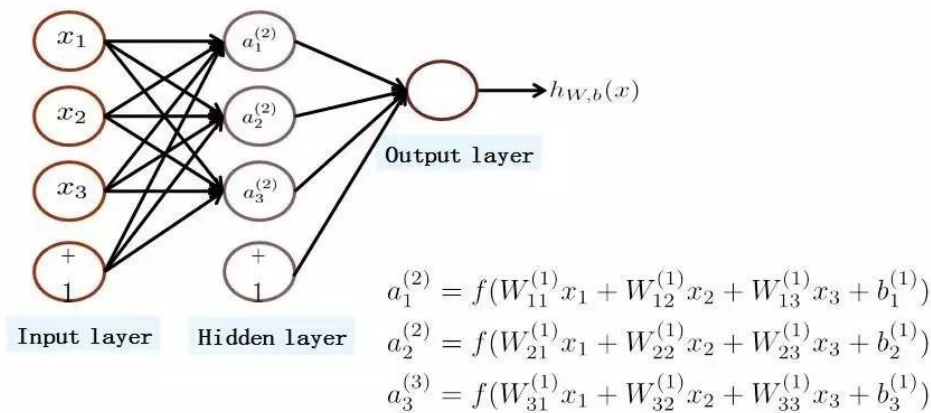 x₁
x₂
x₃
+
1
Input layer
a₁⁽²⁾
a₂⁽²⁾
a₃⁽²⁾
+
1
Hidden layer
Output layer
h_{W,b}(x)
a₁⁽²⁾ = f(W₁₁⁽¹⁾x₁ + W₁₂⁽¹⁾x₂ + W₁₃⁽¹⁾x₃ + b₁⁽¹⁾)
a₂⁽²⁾ = f(W₂₁⁽¹⁾x₁ + W₂₂⁽¹⁾x₂ + W₂₃⁽¹⁾x₃ + b₂⁽¹⁾)
a₃⁽³⁾ = f(W₃₁⁽¹⁾x₁ + W₃₂⁽¹⁾x₂ + W₃₃⁽¹⁾x₃ + b₃⁽¹⁾)